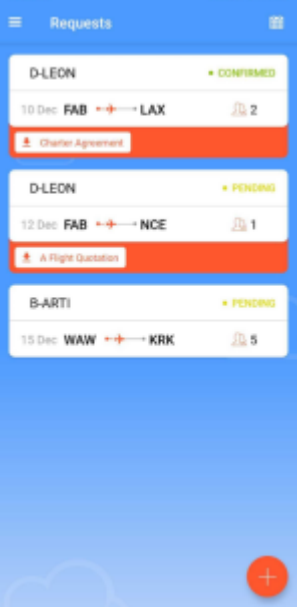 Requests
D-LEON
CONFIRMED
10 Dec FAB LAX 2
Charter Agreement
D-LEON
PENDING
12 Dec FAB NCE 1
A Flight Quotation
B-ARTI
PENDING
15 Dec WAW KRK 5